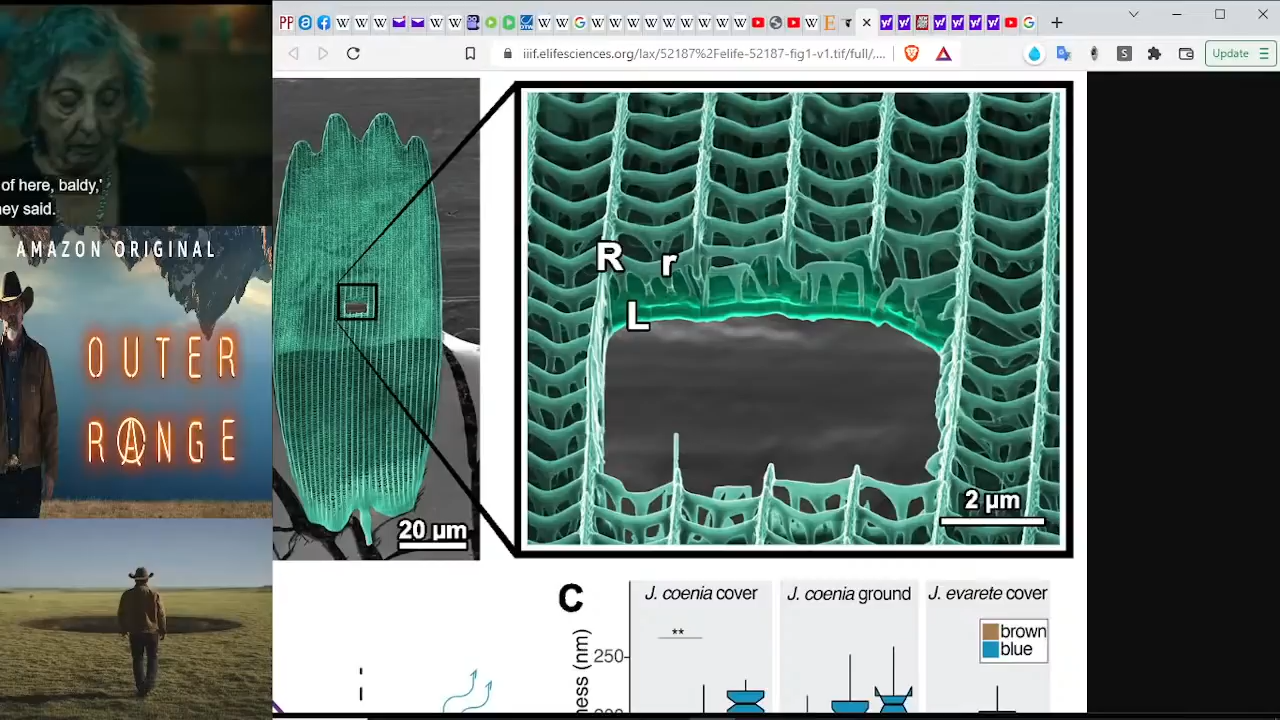 of here, baldy,'
ey said.
AMAZON ORIGINAL
OUTER
RANGE
iiif.elifesciences.org/lax/52187%2Felife-52187-fig1-v1.tif/full/,...
Update
R
r
L
20 µm
2 µm
C
J. coenia cover
J. coenia ground
J. evarete cover
**
brown
blue
250
ness (nm)